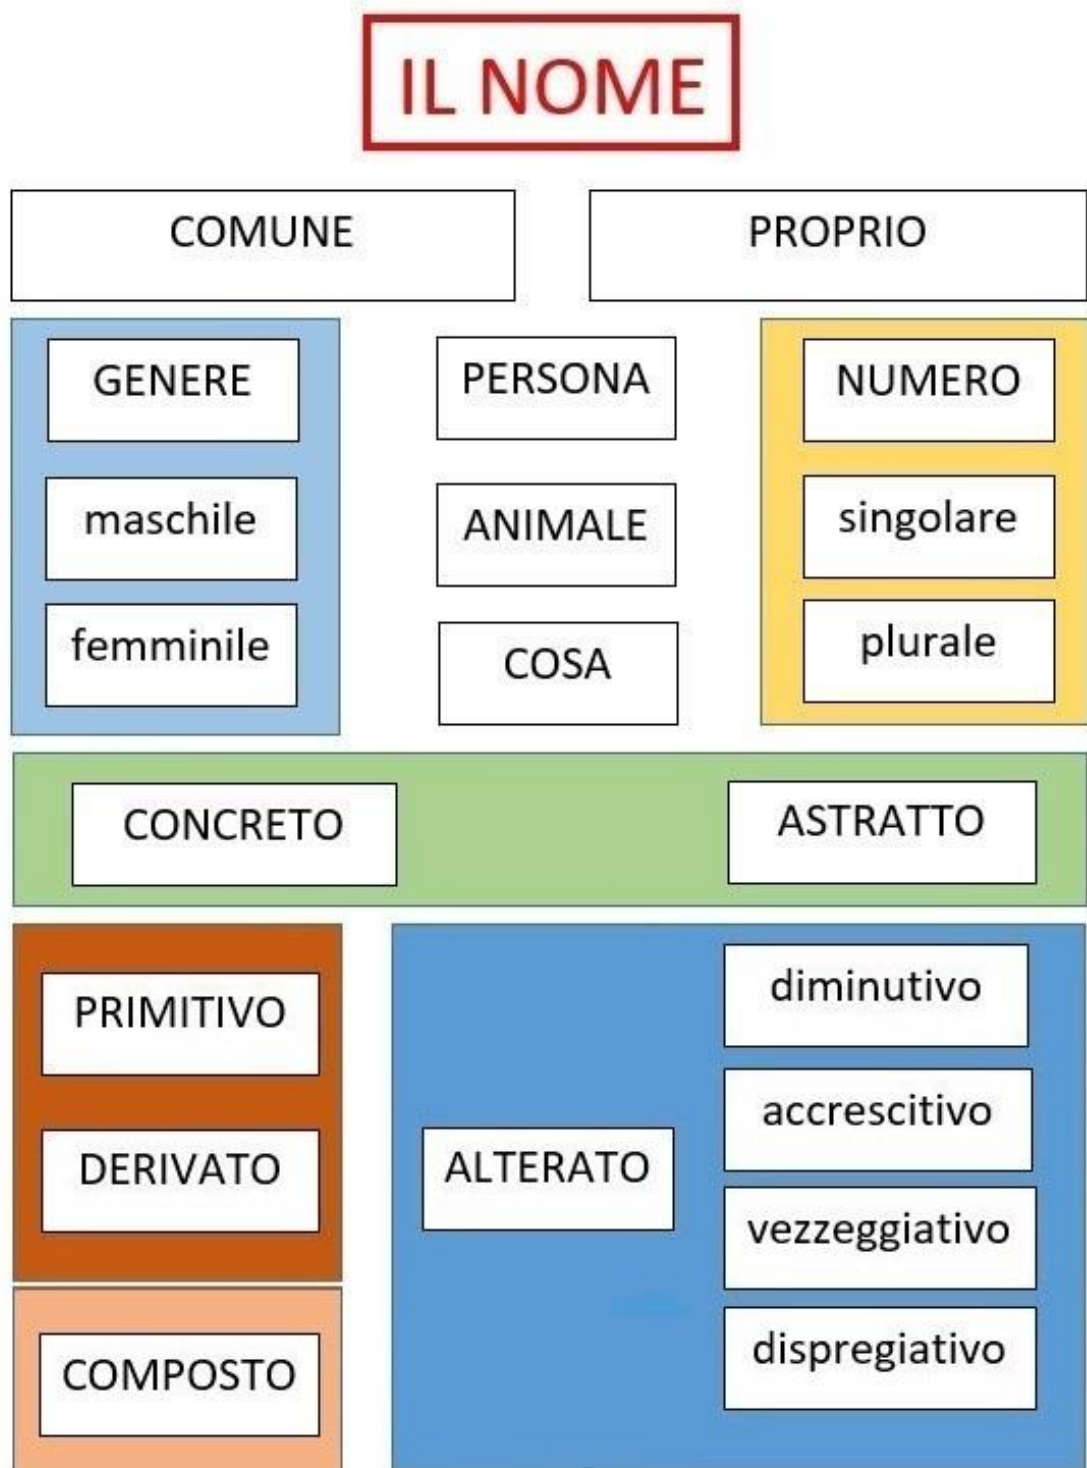 IL NOME
COMUNE
PROPRIO
GENERE
maschile
femminile
PERSONA
ANIMALE
COSA
NUMERO
singolare
plurale
CONCRETO
ASTRATTO
PRIMITIVO
DERIVATO
COMPOSTO
ALTERATO
diminutivo
accrescitivo
vezzeggiativo
dispregiativo